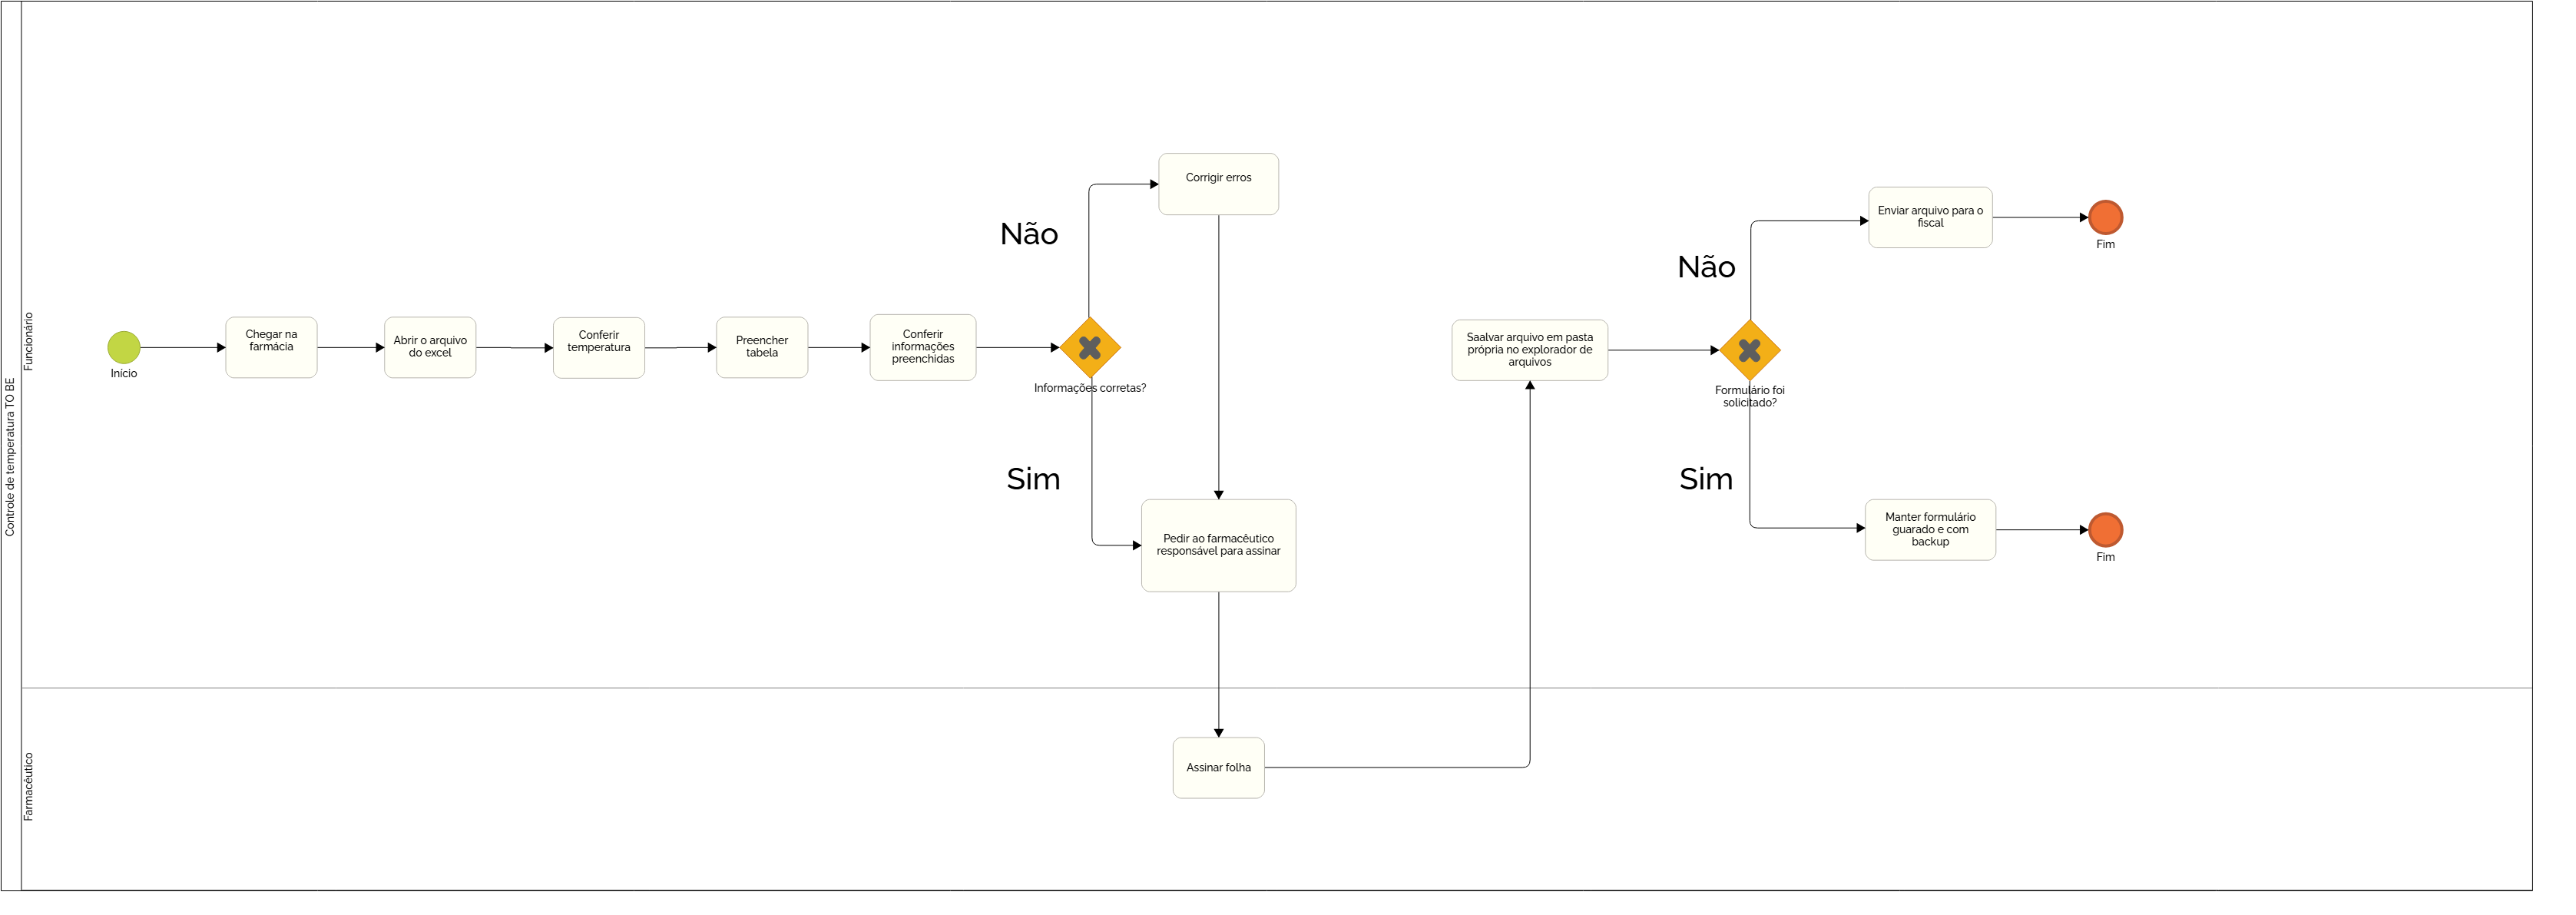 Controle de temperatura TO BE
Funcionário
Início
Chegar na
farmácia
Abrir o arquivo
do excel
Conferir
temperatura
Preencher
tabela
Conferir
informações
preenchidas
Informações corretas?
Não
Corrigir erros
Sim
Pedir ao farmacêutico
responsável para assinar
Saalvar arquivo em pasta
própria no explorador de
arquivos
Formulário foi
solicitado?
Não
Enviar arquivo para o
fiscal
Fim
Sim
Manter formulário
guarado e com
backup
Fim
Farmacêutico
Assinar folha